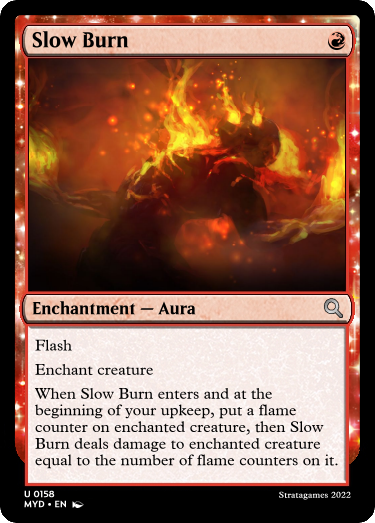 Slow Burn
Enchantment — Aura
Flash
Enchant creature
When Slow Burn enters and at the
beginning of your upkeep, put a flame
counter on enchanted creature, then Slow
Burn deals damage to enchanted creature
equal to the number of flame counters on it.
U 0158
MYD • EN
Stratagames 2022